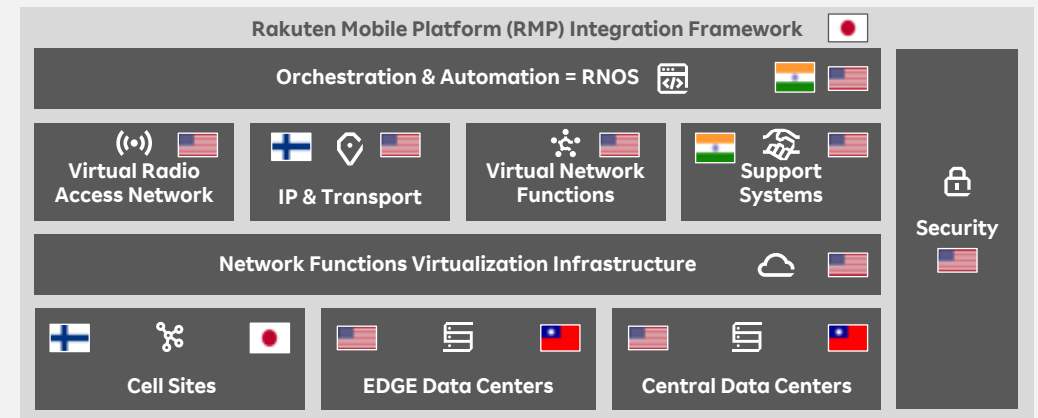 Rakuten Mobile Platform (RMP) Integration Framework
Orchestration & Automation = RNOS
Virtual Radio
Access Network
IP & Transport
Virtual Network
Functions
Support
Systems
Security
Network Functions Virtualization Infrastructure
Cell Sites
EDGE Data Centers
Central Data Centers